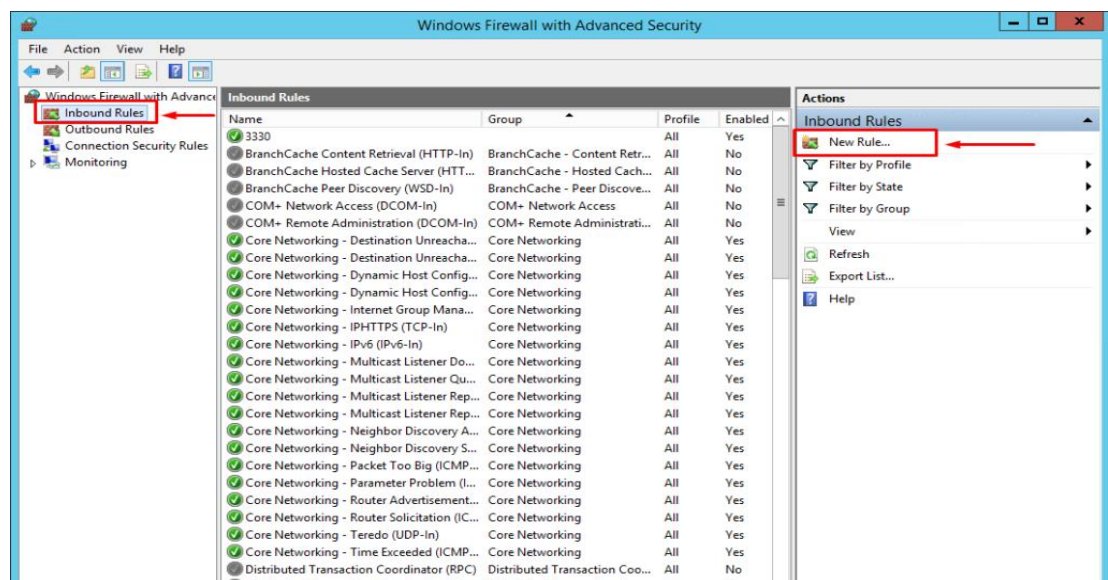 Windows Firewall with Advanced Security
File Action View Help
Windows Firewall with Advance
Inbound Rules
Outbound Rules
Connection Security Rules
Monitoring
Inbound Rules
Name Group Profile Enabled
3330 All Yes
BranchCache Content Retrieval (HTTP-In) BranchCache - Content Retr... All No
BranchCache Hosted Cache Server (HTT... BranchCache - Hosted Cach... All No
BranchCache Peer Discovery (WSD-In) BranchCache - Peer Discove... All No
COM+ Network Access (DCOM-In) COM+ Network Access All No
COM+ Remote Administration (DCOM-In) COM+ Remote Administrati... All No
Core Networking - Destination Unreacha... Core Networking All Yes
Core Networking - Destination Unreacha... Core Networking All Yes
Core Networking - Dynamic Host Config... Core Networking All Yes
Core Networking - Dynamic Host Config... Core Networking All Yes
Core Networking - Internet Group Mana... Core Networking All Yes
Core Networking - IPHTTPS (TCP-In) Core Networking All Yes
Core Networking - IPv6 (IPv6-In) Core Networking All Yes
Core Networking - Multicast Listener Do... Core Networking All Yes
Core Networking - Multicast Listener Qu... Core Networking All Yes
Core Networking - Multicast Listener Rep... Core Networking All Yes
Core Networking - Multicast Listener Rep... Core Networking All Yes
Core Networking - Neighbor Discovery A... Core Networking All Yes
Core Networking - Neighbor Discovery S... Core Networking All Yes
Core Networking - Packet Too Big (ICMP... Core Networking All Yes
Core Networking - Parameter Problem (I... Core Networking All Yes
Core Networking - Router Advertisement... Core Networking All Yes
Core Networking - Router Solicitation (IC... Core Networking All Yes
Core Networking - Teredo (UDP-In) Core Networking All Yes
Core Networking - Time Exceeded (ICMP... Core Networking All Yes
Distributed Transaction Coordinator (RPC) Distributed Transaction Coo... All No
Actions
Inbound Rules
New Rule...
Filter by Profile
Filter by State
Filter by Group
View
Refresh
Export List...
Help